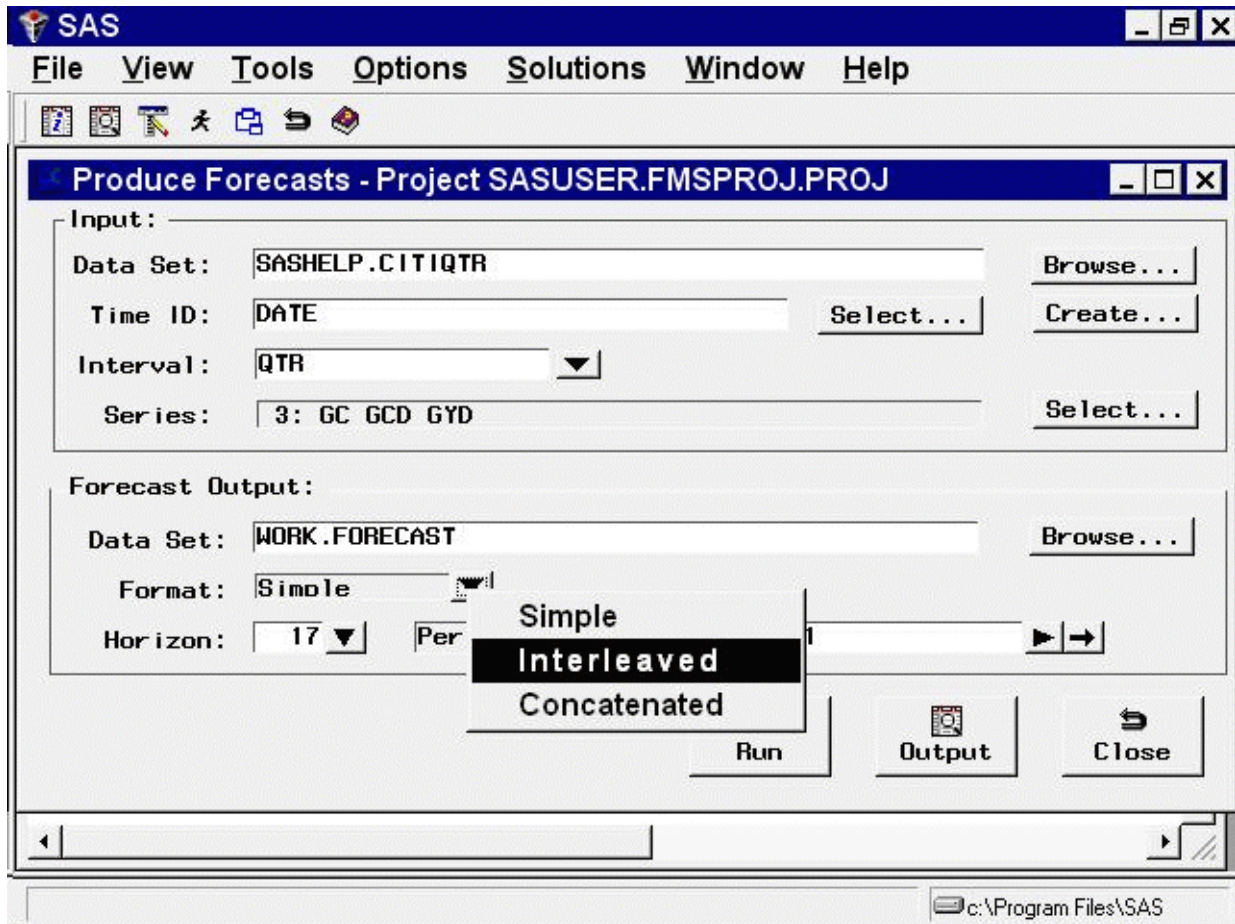 SAS
File View Tools Options Solutions Window Help
Produce Forecasts - Project SASUSER.FMSPROJ.PROJ
Input:
Data Set: SASHELP.CITIQTR Browse...
Time ID: DATE Select... Create...
Interval: QTR
Series: 3: GC GCD GYD Select...
Forecast Output:
Data Set: WORK.FORECAST Browse...
Format: Simple
Simple
Horizon: 17 Per 1
Interleaved
Concatenated
Run Output Close
c:\Program Files\SAS